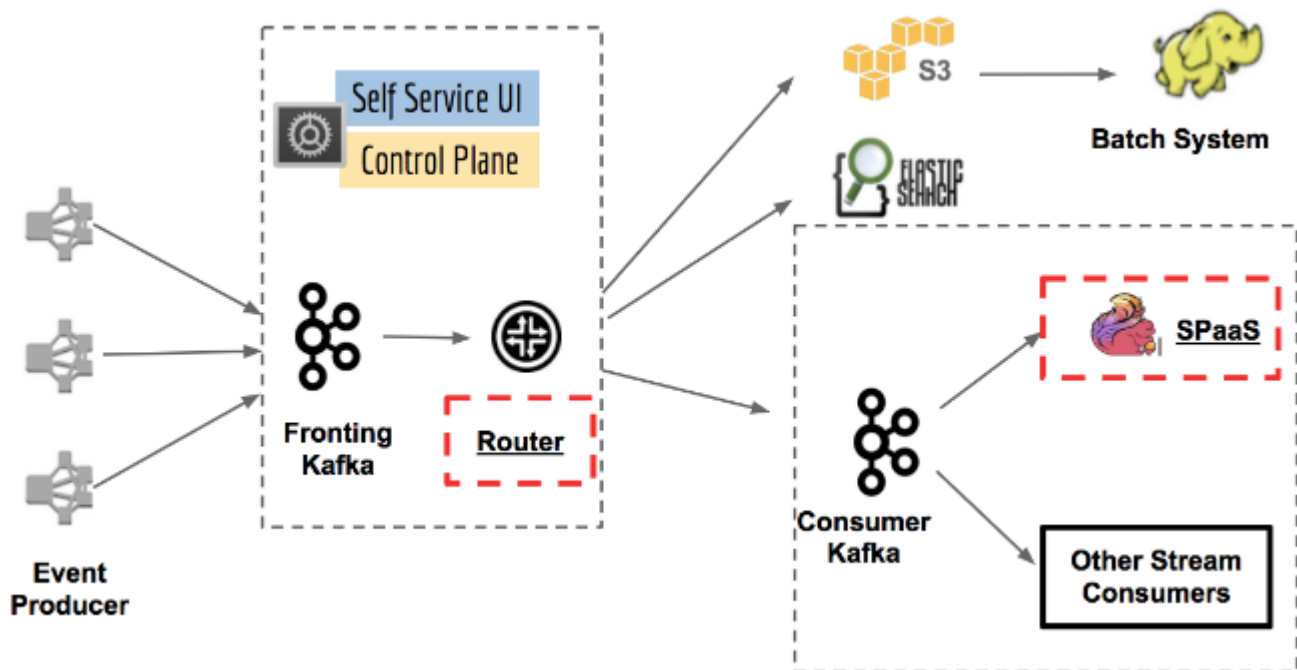 Self Service UI
Control Plane
S3
Batch System
ELASTIC
SEARCH
SPaaS
Fronting
Kafka
Router
Consumer
Kafka
Other Stream
Consumers
Event
Producer